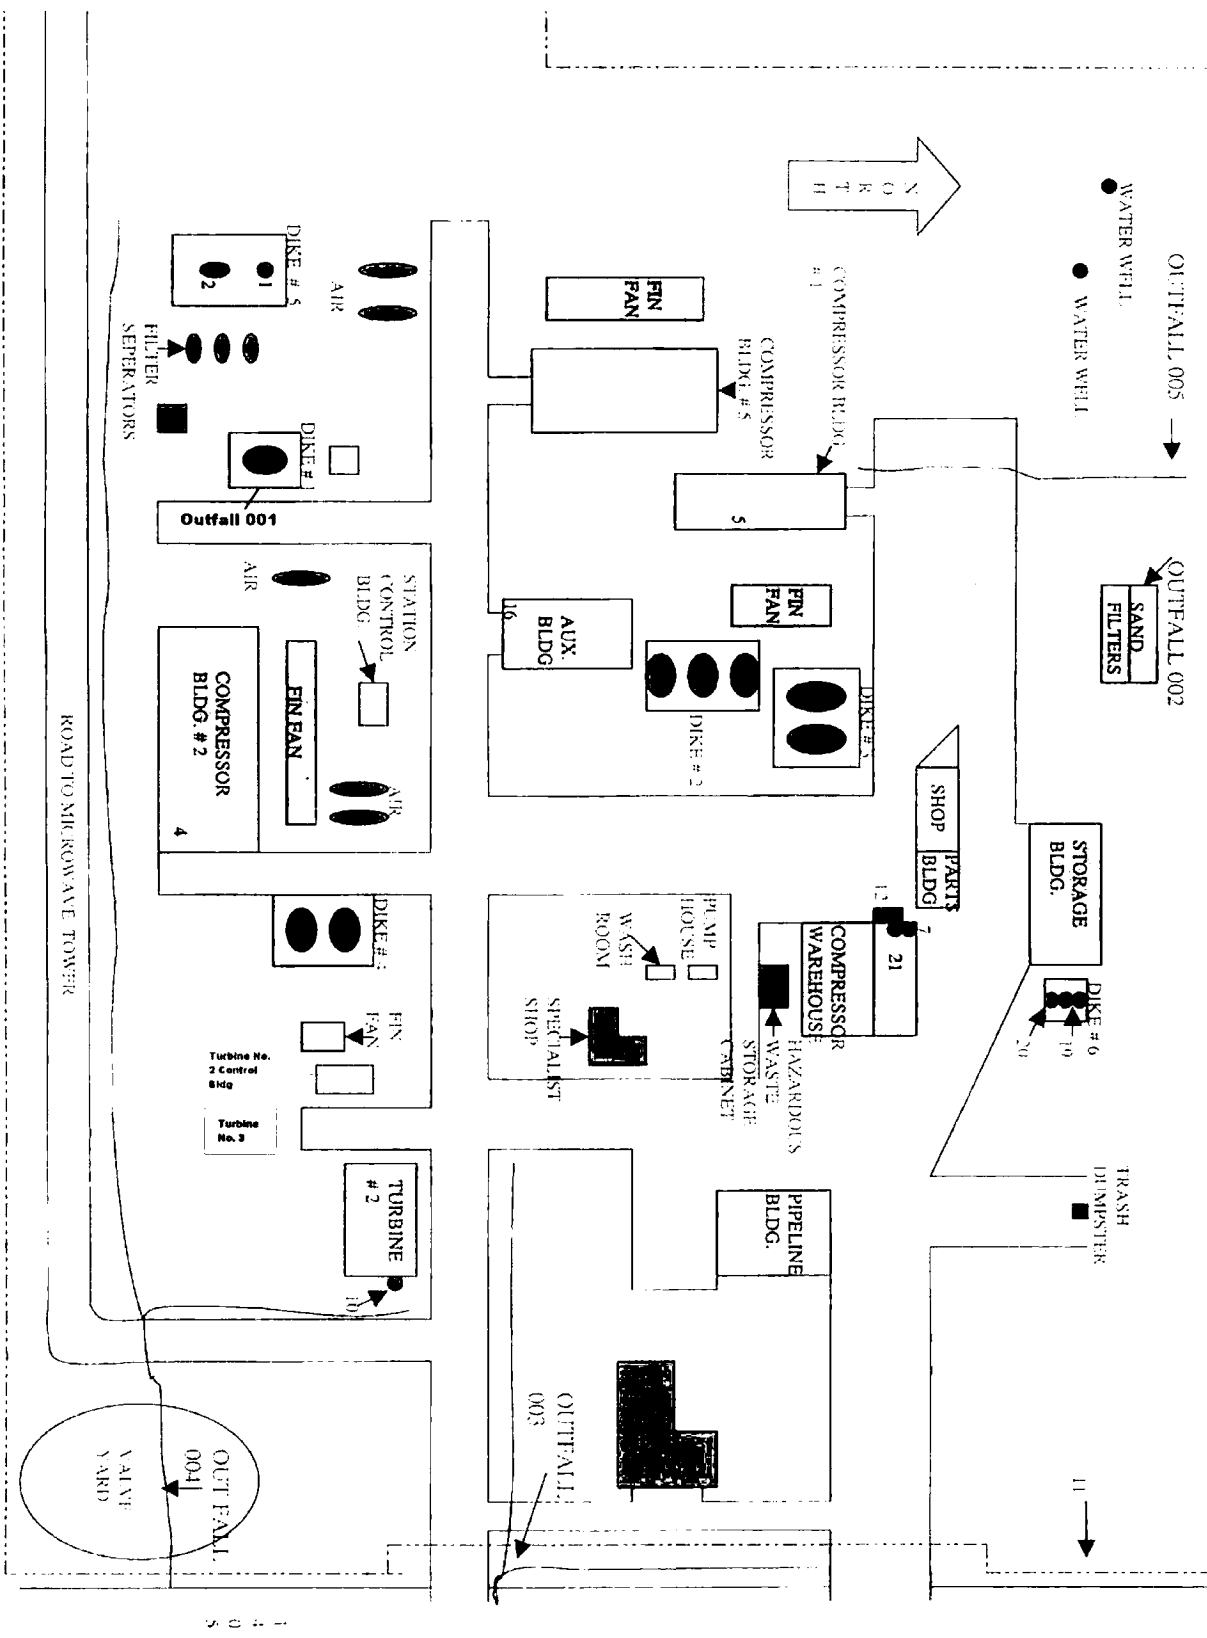 WATER WELL
WATER WELL
OUTFALL 005
OUTFALL 002
SAND
FILTERS
NORTH
COMPRESSOR BLDG.
# 1
5
FIN
FAN
COMPRESSOR
BLDG. # 5
FIN
FAN
AUX.
BLDG
16
DIKE # 2
DIKE #
SHOP
PARTS
BLDG
STORAGE
BLDG.
DIKE # 6
19
20
12
7
21
COMPRESSOR
WAREHOUSE
HAZARDOUS
WASTE
STORAGE
CABINET
PUMP
HOUSE
WASH
ROOM
SPECIALIST
SHOP
TRASH
DUMPSTER
PIPELINE
BLDG.
11
OUTFALL
003
DIKE # 5
1
2
AIR
FILTER
SEPERATORS
DIKE #
Outfall 001
AIR
STATION
CONTROL
BLDG.
FIN FAN
COMPRESSOR
BLDG. # 2
4
AIR
DIKE #
FIN
FAN
Turbine No.
2 Control
Bldg
Turbine
No. 3
TURBINE
# 2
10
ROAD TO MICROWAVE TOWER
OUT FALL
004
VALVE
YARD